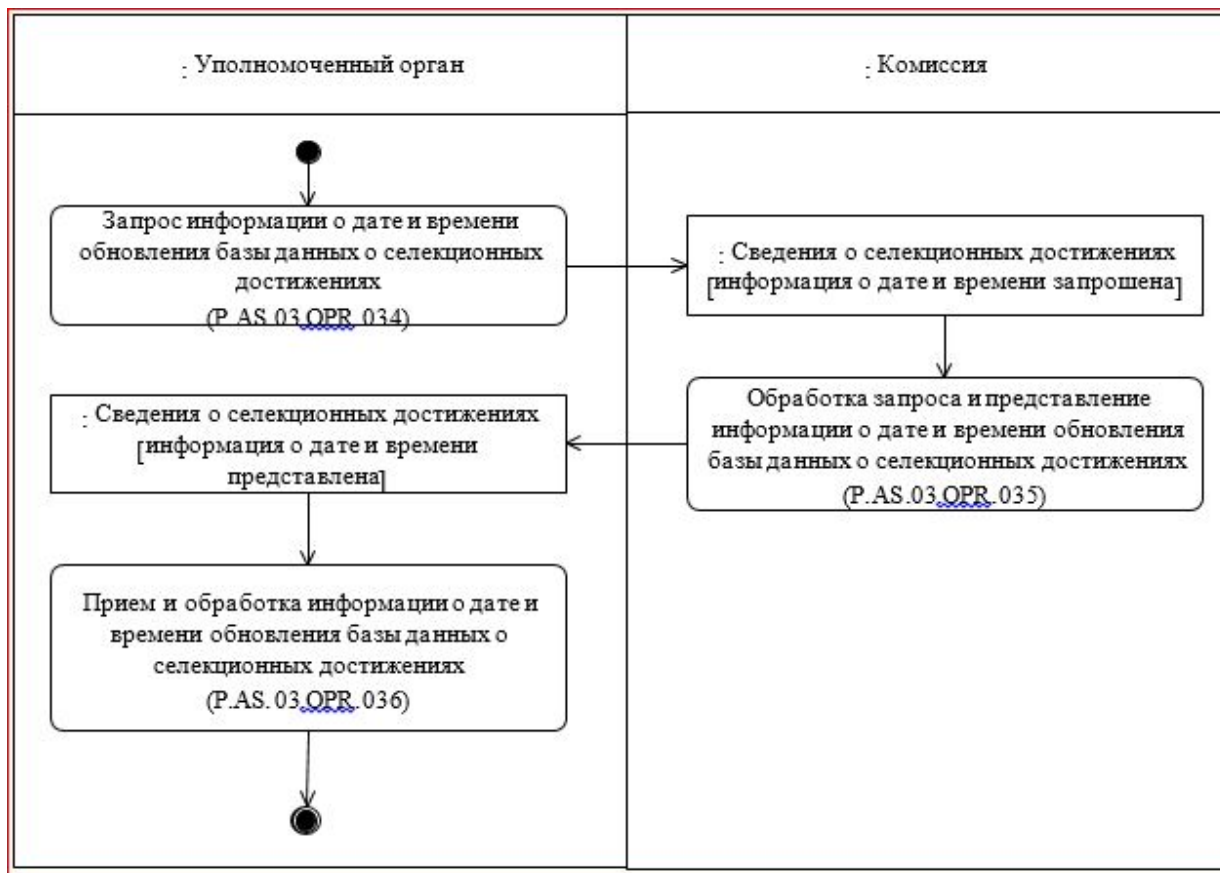 : Уполномоченный орган
: Комиссия
Запрос информации о дате и времени
обновления базы данных о селекционных
достижениях
(P.AS.03.OPR.034)
: Сведения о селекционных достижениях
[информация о дате и времени запрошена]
Обработка запроса и представление
информации о дате и времени обновления
базы данных о селекционных достижениях
(P.AS.03.OPR.035)
: Сведения о селекционных достижениях
[информация о дате и времени
представлена]
Прием и обработка информации о дате и
времени обновления базы данных о
селекционных достижениях
(P.AS.03.OPR.036)